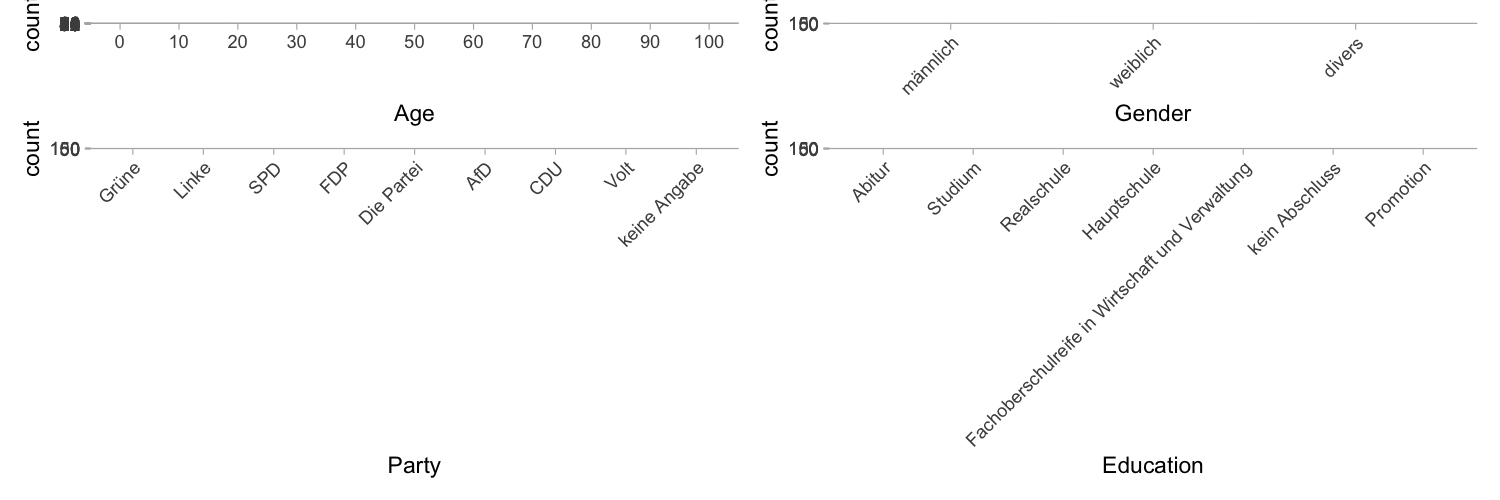 count
0 10 20 30 40 50 60 70 80 90 100
Age
count
männlich weiblich divers
Gender
count
Grüne Linke SPD FDP Die Partei AfD CDU Volt keine Angabe
Party
count
Abitur Studium Realschule Hauptschule Fachoberschulreife in Wirtschaft und Verwaltung kein Abschluss Promotion
Education